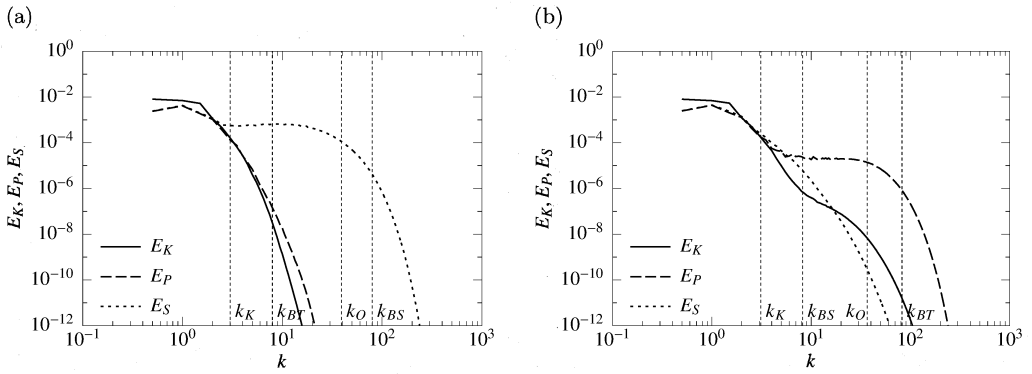 (a)
10^0
10^-2
10^-4
10^-6
10^-8
10^-10
10^-12
E_K, E_P, E_S
E_K
E_P
E_S
k_K
k_BT
k_O
k_BS
10^-1
10^0
10^1
10^2
10^3
k
(b)
10^0
10^-2
10^-4
10^-6
10^-8
10^-10
10^-12
E_K, E_P, E_S
E_K
E_P
E_S
k_K
k_BS
k_O
k_BT
10^-1
10^0
10^1
10^2
10^3
k